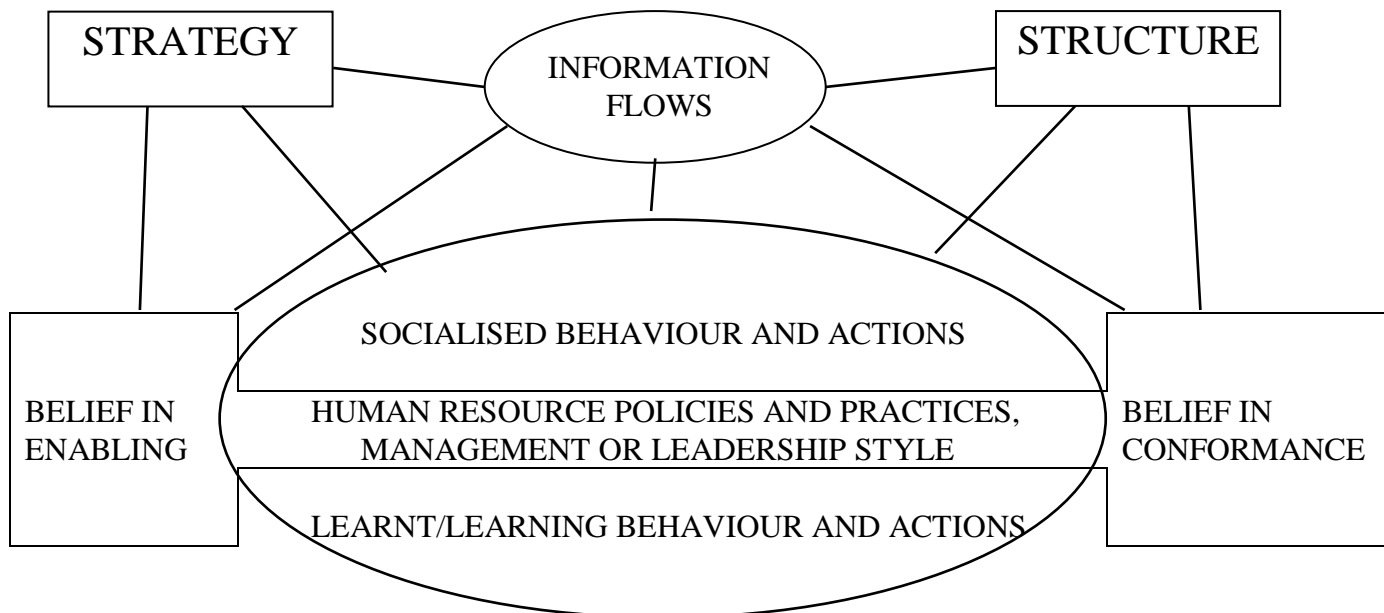 STRATEGY
INFORMATION
FLOWS
STRUCTURE
SOCIALISED BEHAVIOUR AND ACTIONS
BELIEF IN
ENABLING
HUMAN RESOURCE POLICIES AND PRACTICES,
MANAGEMENT OR LEADERSHIP STYLE
BELIEF IN
CONFORMANCE
LEARNT/LEARNING BEHAVIOUR AND ACTIONS